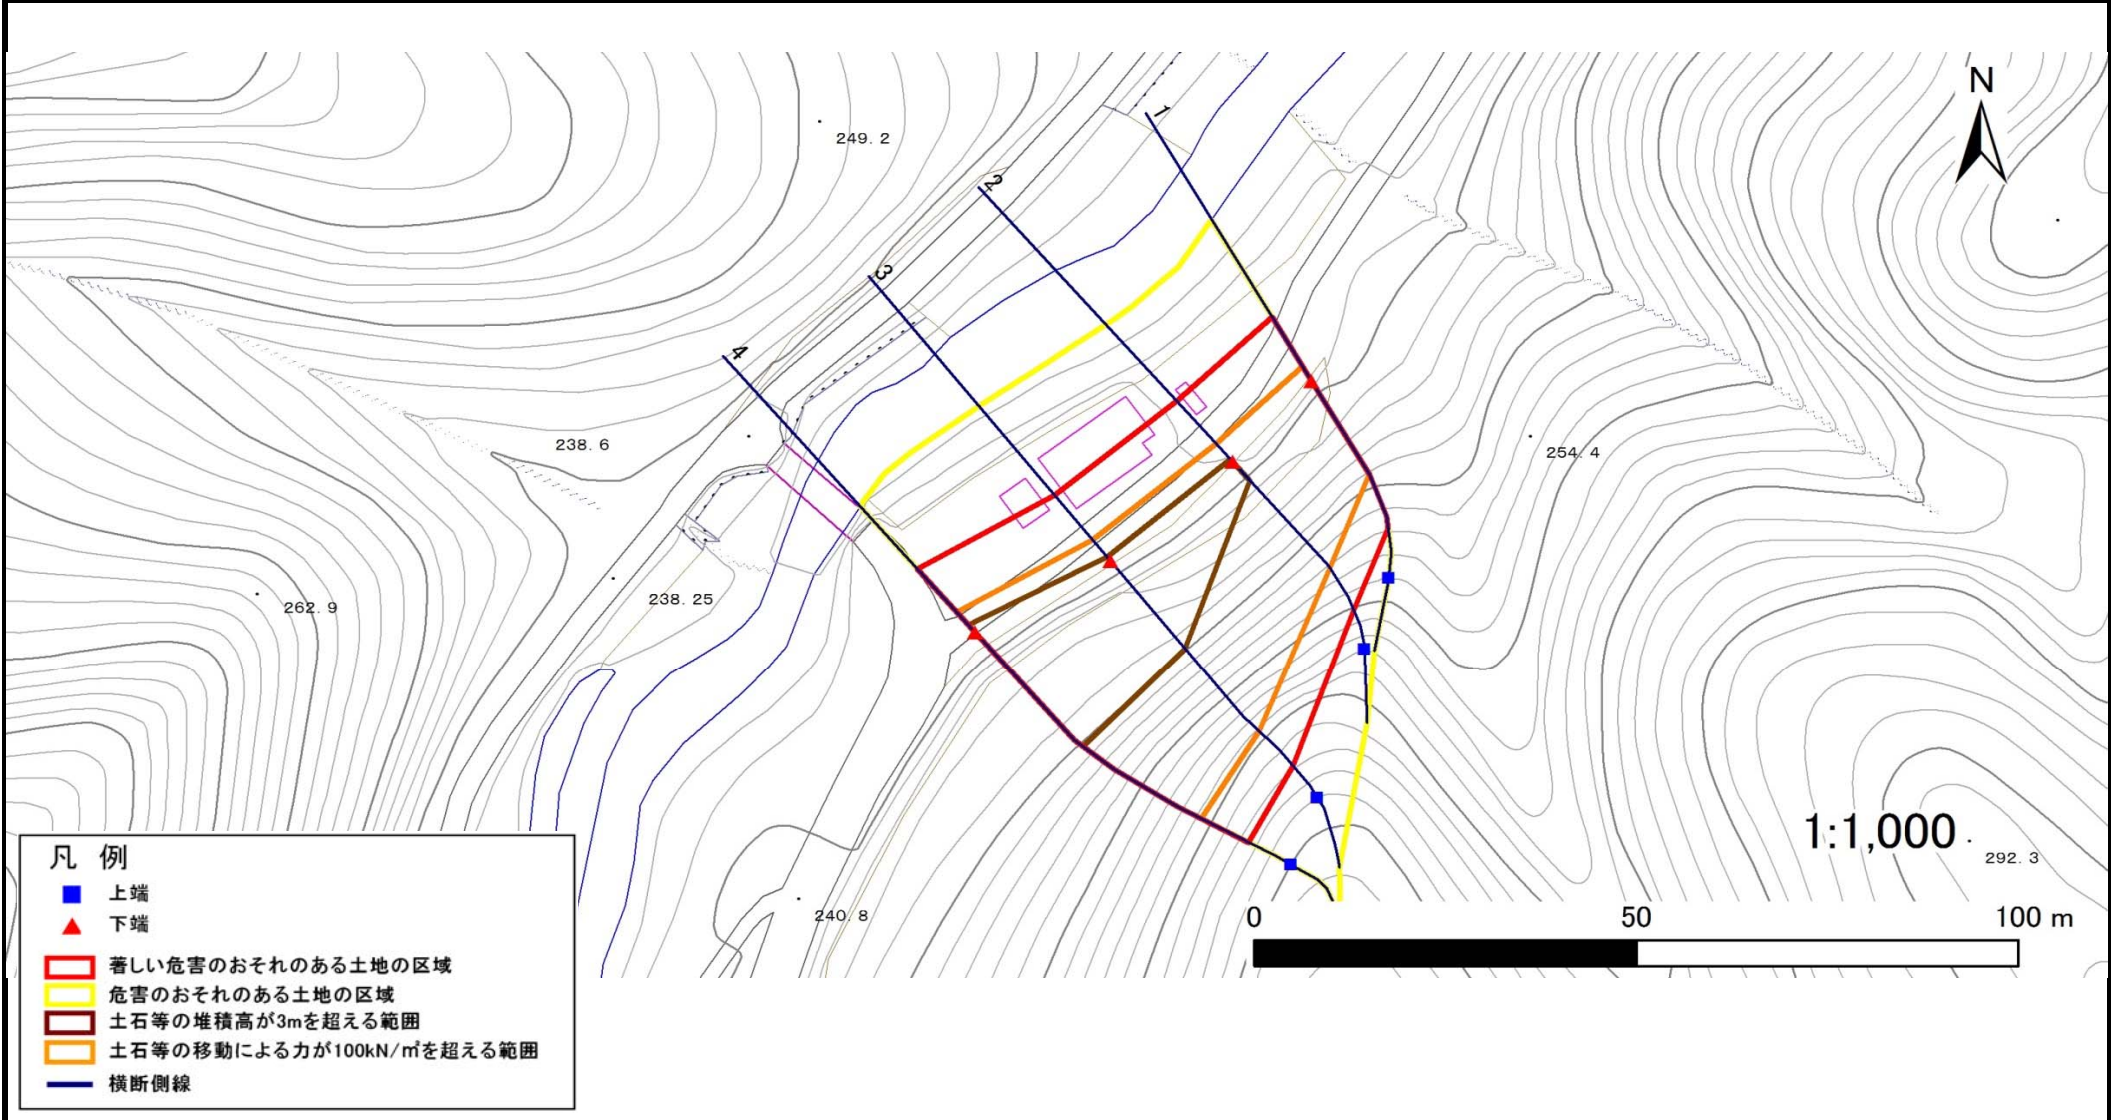 N
1
249. 2
2
3
4
238. 6
254. 4
238. 25
262. 9
1:1,000
292. 3
240. 8
0 50 100 m
凡 例
上端
下端
著しい危害のおそれのある土地の区域
危害のおそれのある土地の区域
土石等の堆積高が3mを超える範囲
土石等の移動による力が100kN/㎡を超える範囲
横断側線